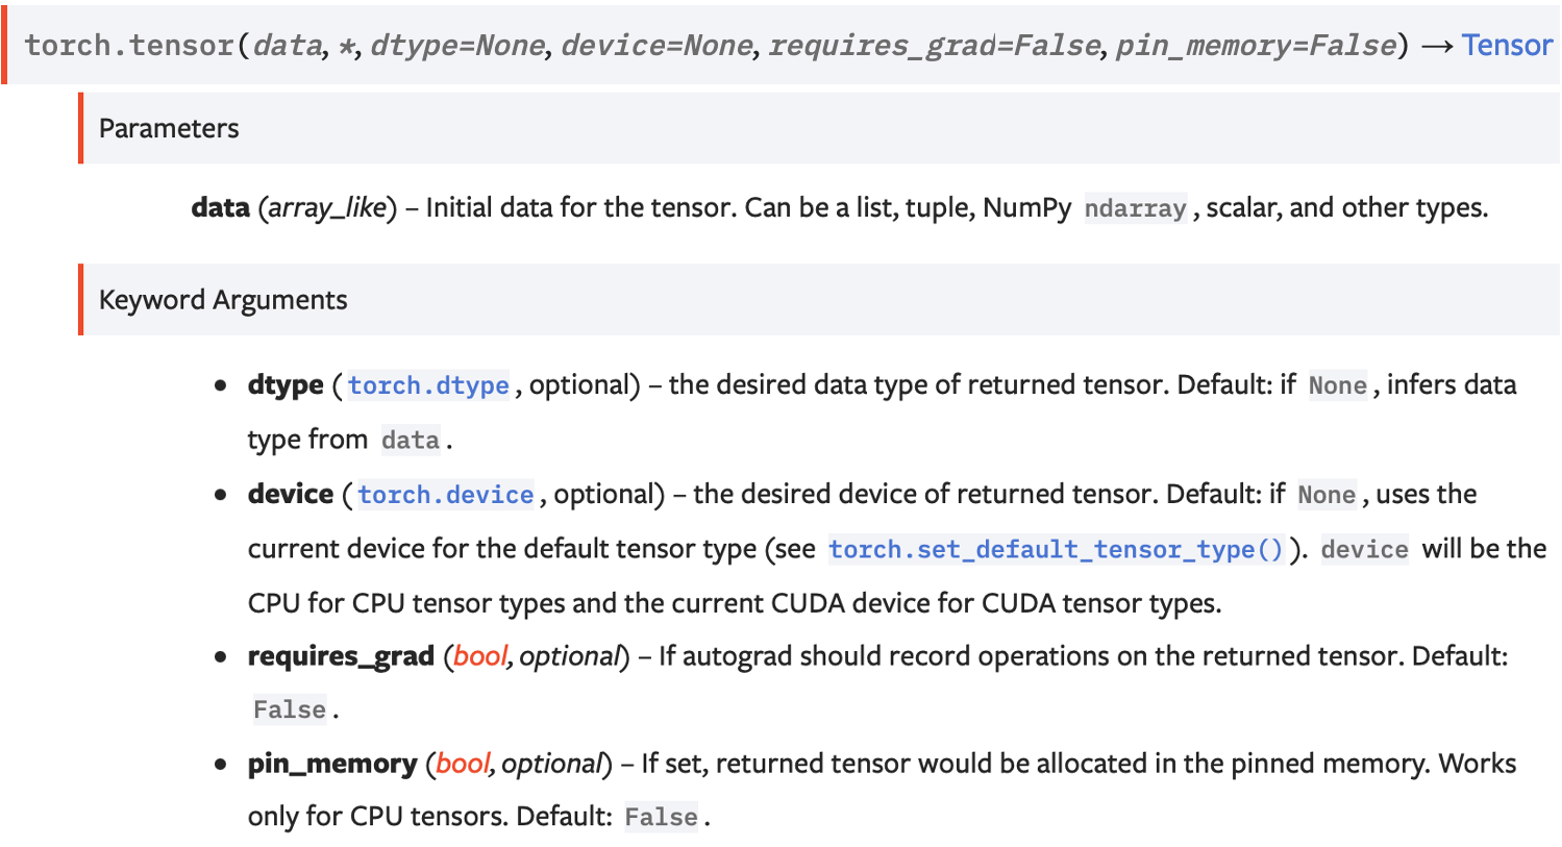 torch.tensor(data, *, dtype=None, device=None, requires_grad=False, pin_memory=False) → Tensor
Parameters
data (array_like) – Initial data for the tensor. Can be a list, tuple, NumPy ndarray, scalar, and other types.
Keyword Arguments
• dtype (torch.dtype, optional) – the desired data type of returned tensor. Default: if None, infers data
type from data.
• device (torch.device, optional) – the desired device of returned tensor. Default: if None, uses the
current device for the default tensor type (see torch.set_default_tensor_type()). device will be the
CPU for CPU tensor types and the current CUDA device for CUDA tensor types.
• requires_grad (bool, optional) – If autograd should record operations on the returned tensor. Default:
False.
• pin_memory (bool, optional) – If set, returned tensor would be allocated in the pinned memory. Works
only for CPU tensors. Default: False.